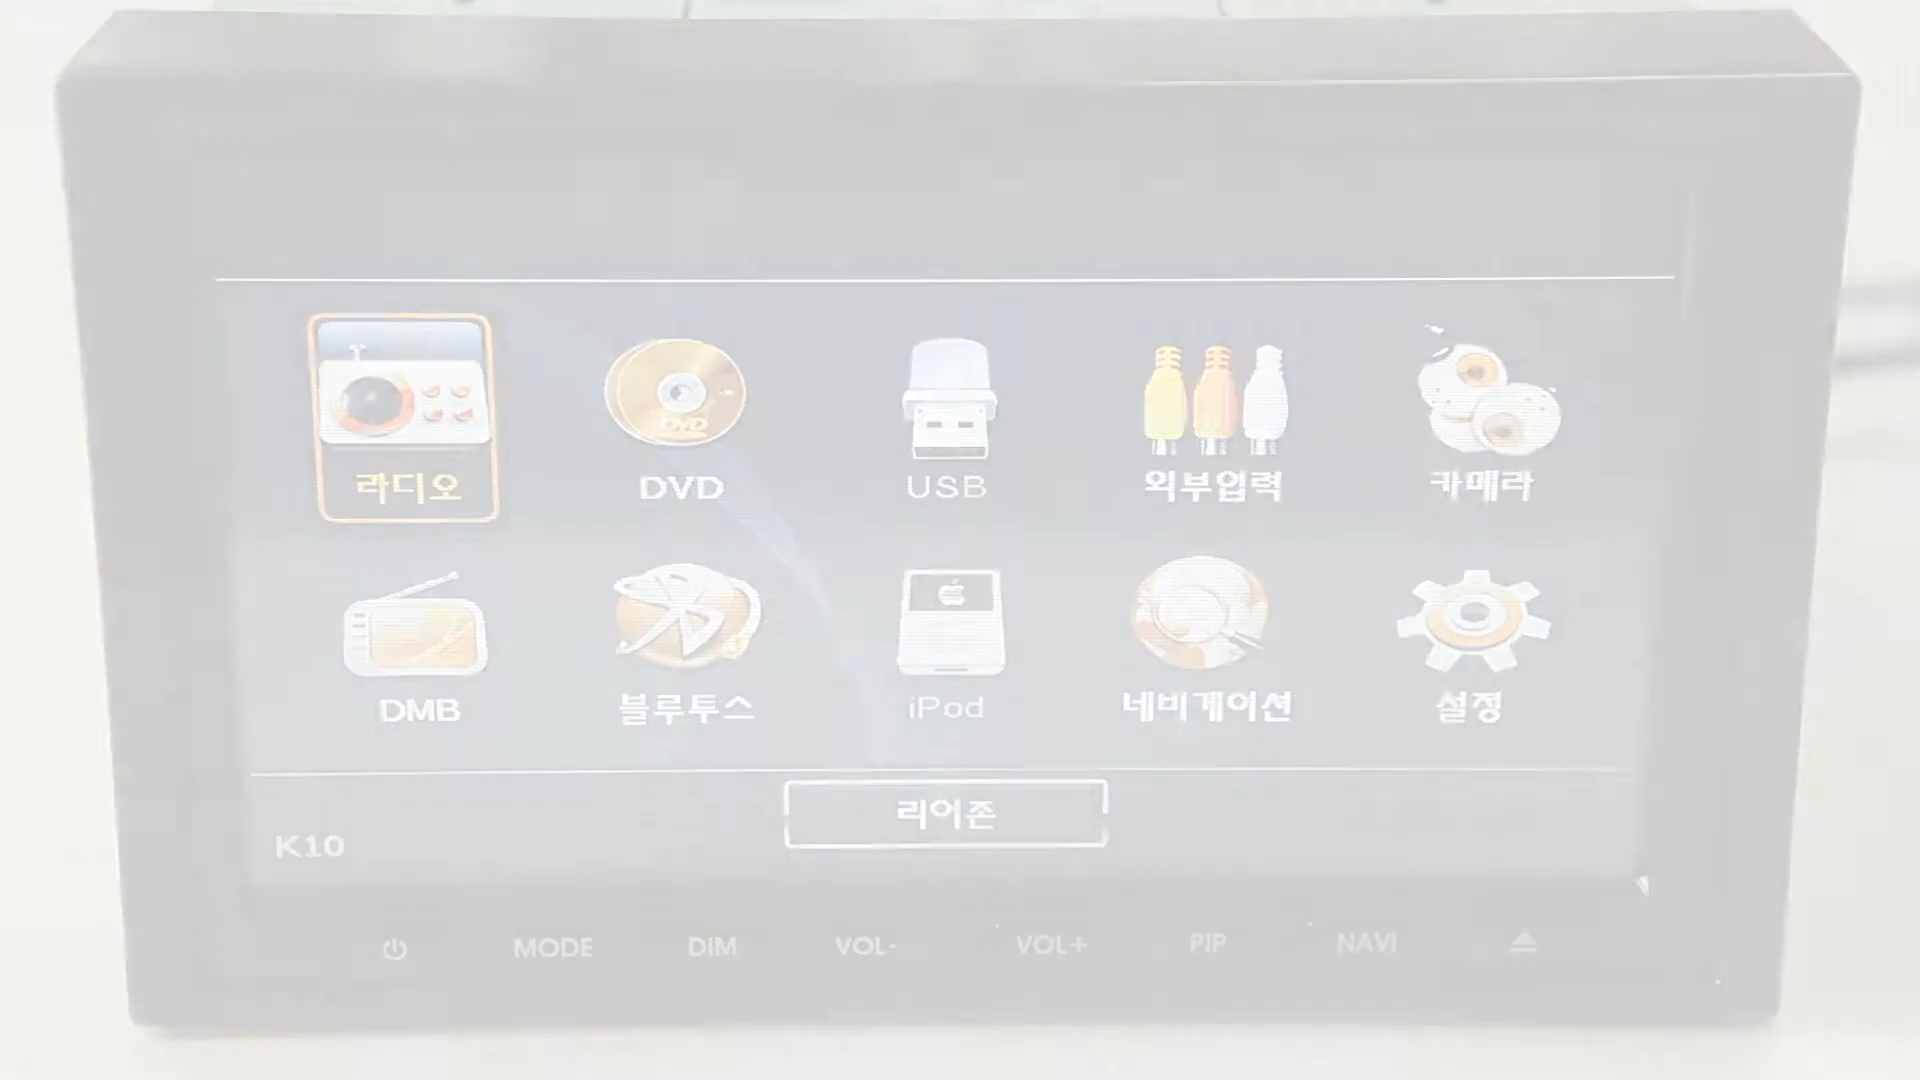 라디오 DVD USB 외부입력 카메라
DMB 블루투스 iPod 네비게이션 설정
리어존
K10
MODE DIM VOL- VOL+ PIP NAVI